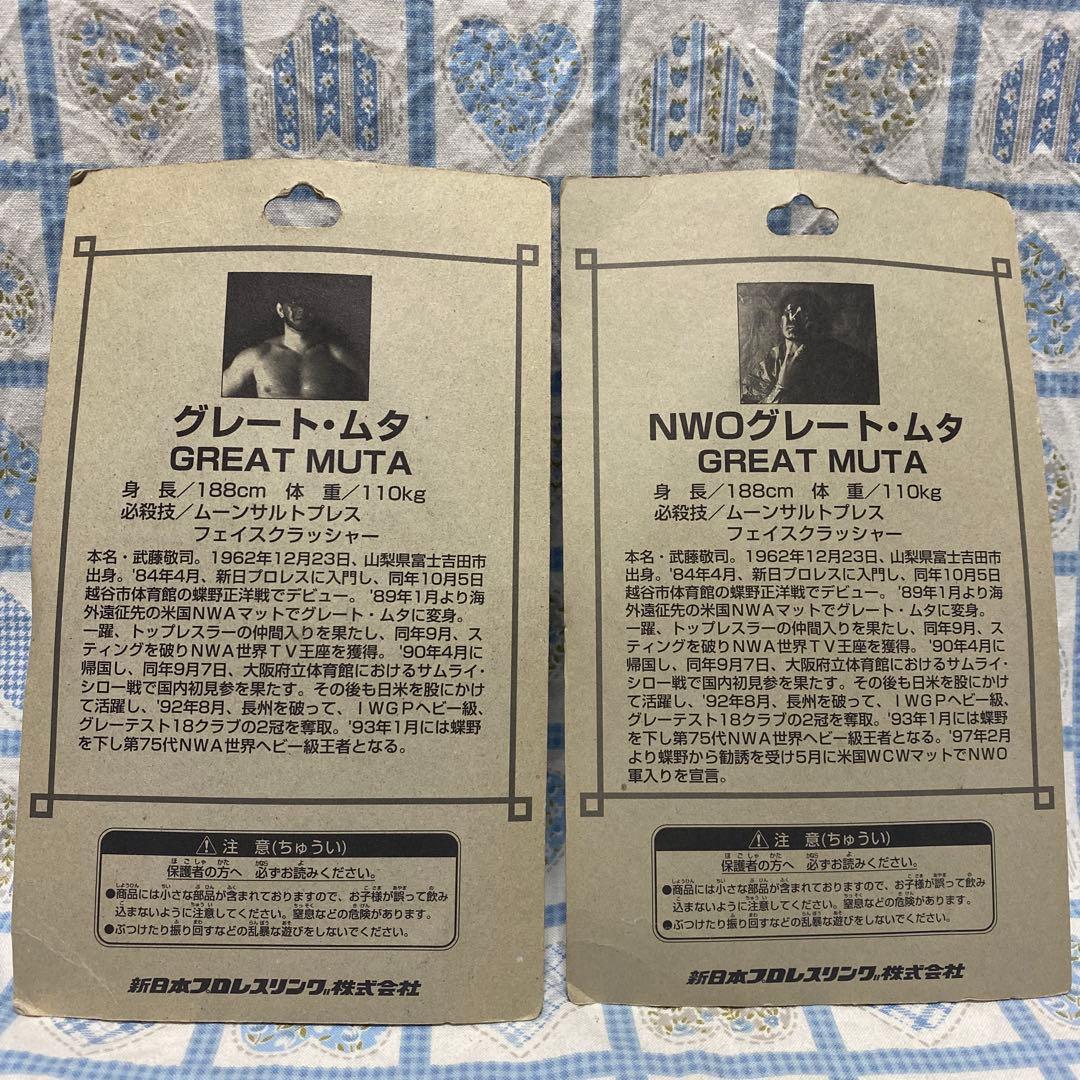 グレート・ムタ
GREAT MUTA
身 長／188cm 体 重／110kg
必殺技／ムーンサルトプレス
フェイスクラッシャー
本名・武藤敬司。1962年12月23日、山梨県富士吉田市
出身。'84年4月、新日プロレスに入門し、同年10月5日
越谷市体育館の蝶野正洋戦でデビュー。'89年1月より海
外遠征先の米国NWAマットでグレート・ムタに変身。
一躍、トップレスラーの仲間入りを果たし、同年9月、ス
ティングを破りNWA世界TV王座を獲得。'90年4月に
帰国し、同年9月7日、大阪府立体育館におけるサムライ・
シロー戦で国内初見参を果たす。その後も日米を股にかけ
て活躍し、'92年8月、長州を破って、IWGPヘビー級、
グレーテスト18クラブの2冠を奪取。'93年1月には蝶野
を下し第75代NWA世界ヘビー級王者となる。
注 意(ちゅうい)
保護者の方へ 必ずお読みください。
●商品には小さな部品が含まれておりますので、お子様が誤って飲み
込まないように注意してください。窒息などの危険があります。
●ぶつけたり振り回すなどの乱暴な遊びをしないでください。
新日本プロレスリング株式会社
NWOグレート・ムタ
GREAT MUTA
身 長／188cm 体 重／110kg
必殺技／ムーンサルトプレス
フェイスクラッシャー
本名・武藤敬司。1962年12月23日、山梨県富士吉田市
出身。'84年4月、新日プロレスに入門し、同年10月5日
越谷市体育館の蝶野正洋戦でデビュー。'89年1月より海
外遠征先の米国NWAマットでグレート・ムタに変身。
一躍、トップレスラーの仲間入りを果たし、同年9月、ス
ティングを破りNWA世界TV王座を獲得。'90年4月に
帰国し、同年9月7日、大阪府立体育館におけるサムライ・
シロー戦で国内初見参を果たす。その後も日米を股にかけ
て活躍し、'92年8月、長州を破って、IWGPヘビー級、
グレーテスト18クラブの2冠を奪取。'93年1月には蝶野
を下し第75代NWA世界ヘビー級王者となる。'97年2月
より蝶野から勧誘を受け5月に米国WCWマットでNWO
軍入りを宣言。
注 意(ちゅうい)
保護者の方へ 必ずお読みください。
●商品には小さな部品が含まれておりますので、お子様が誤って飲み
込まないように注意してください。窒息などの危険があります。
●ぶつけたり振り回すなどの乱暴な遊びをしないでください。
新日本プロレスリング株式会社